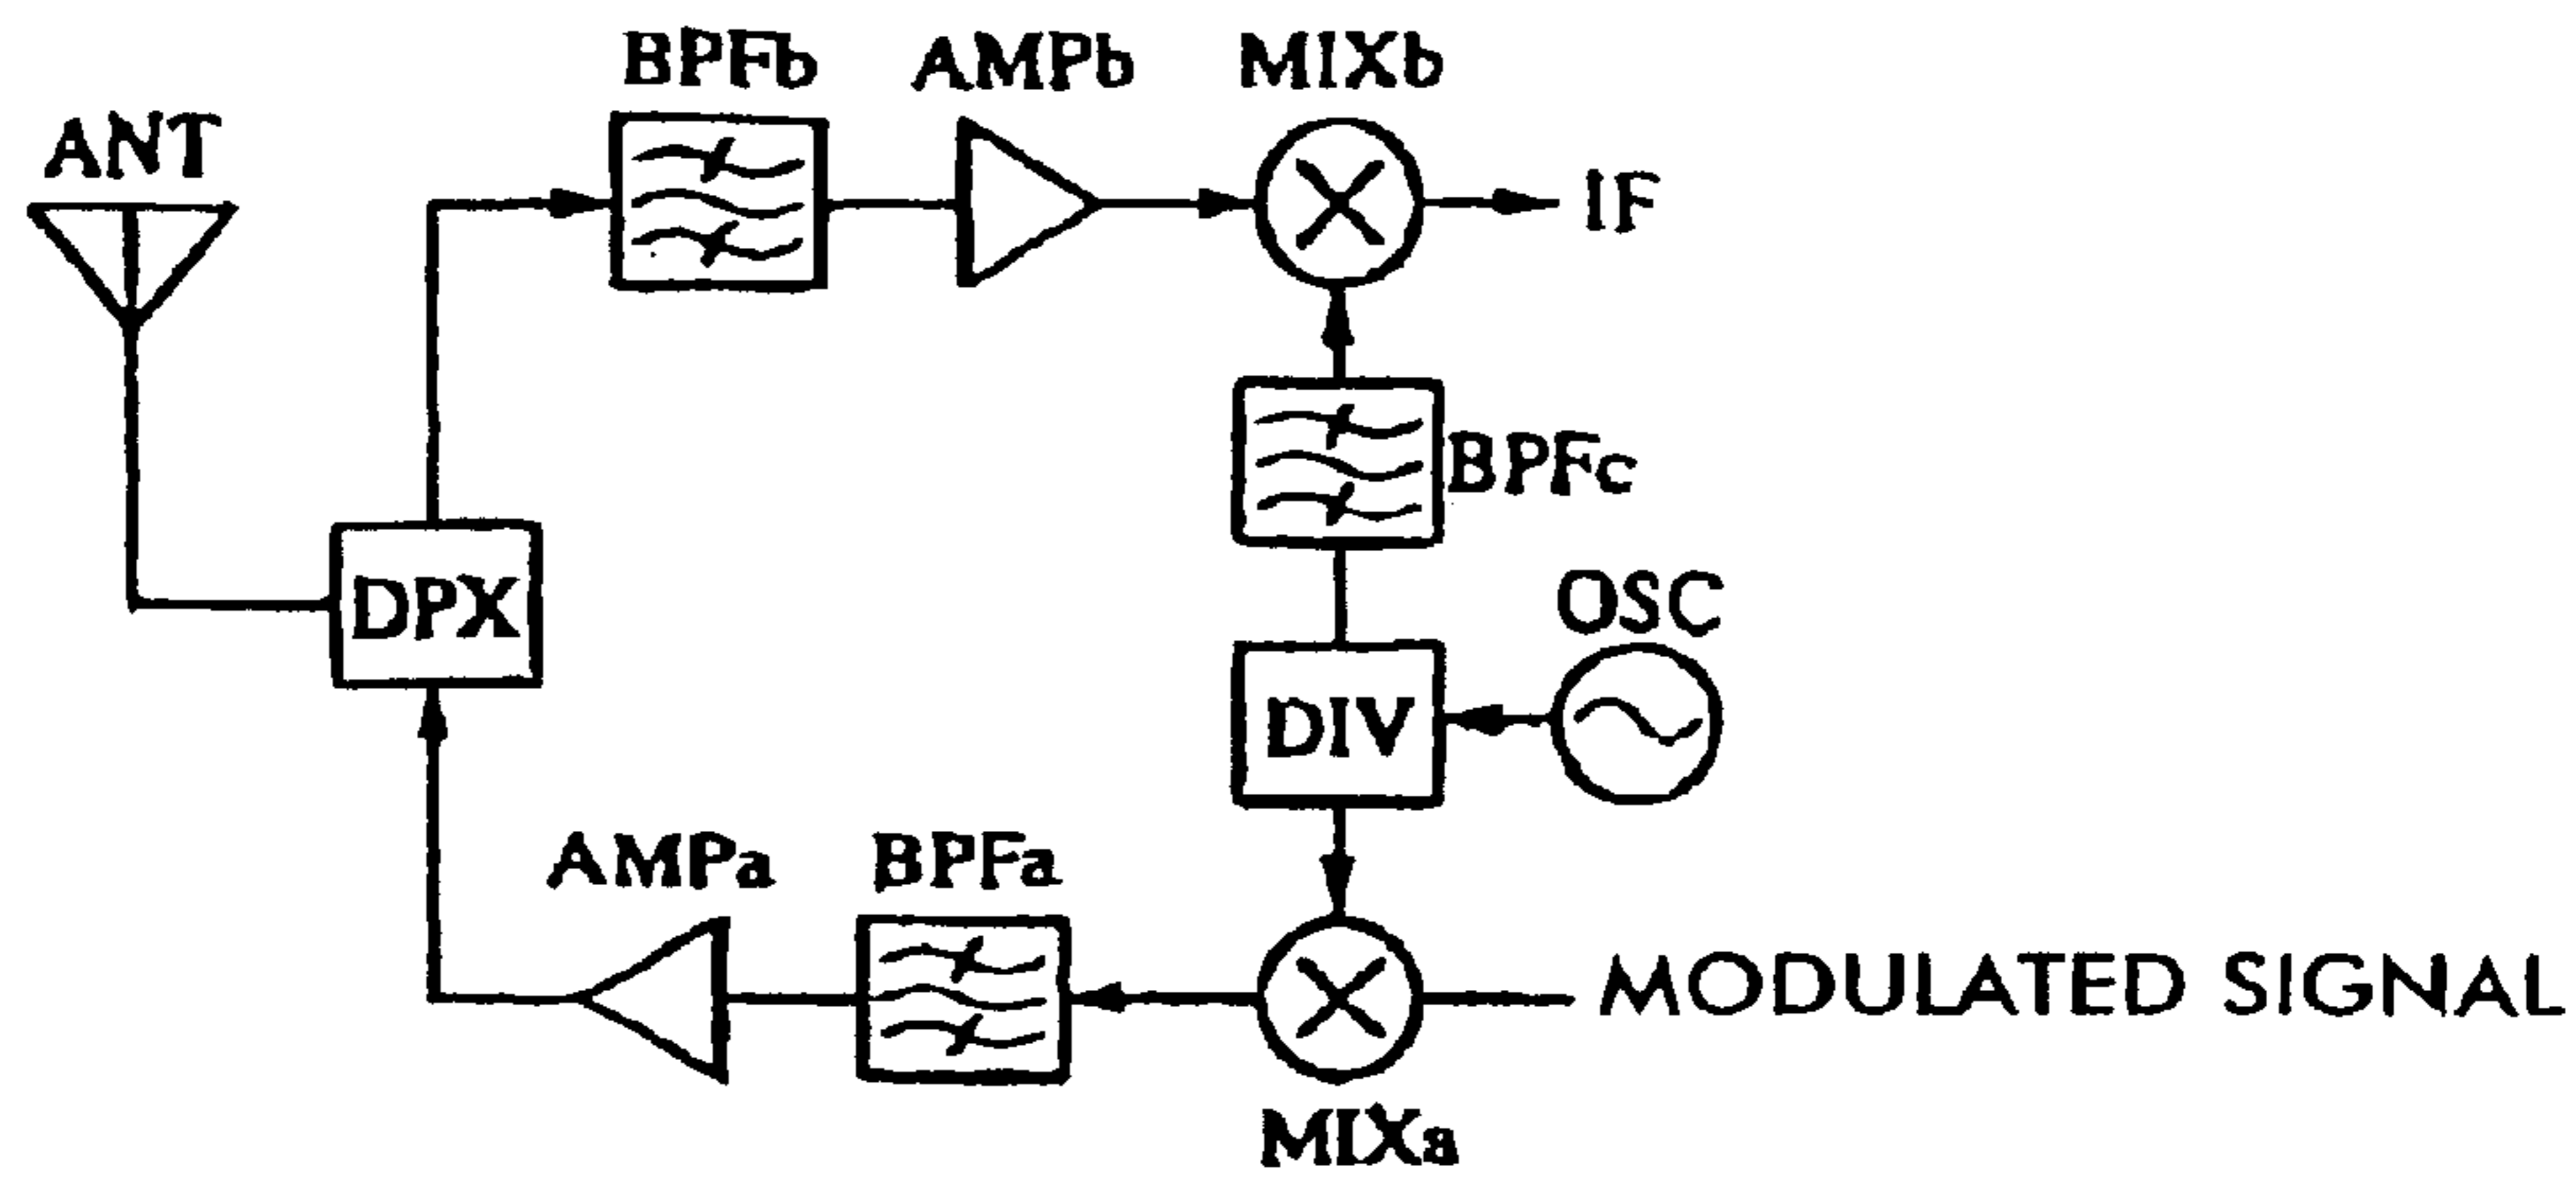 BPFb AMPb MIXb
ANT
IF
BPFc
OSC
DPX
DIV
AMPa BPFa
MODULATED SIGNAL
MIXa